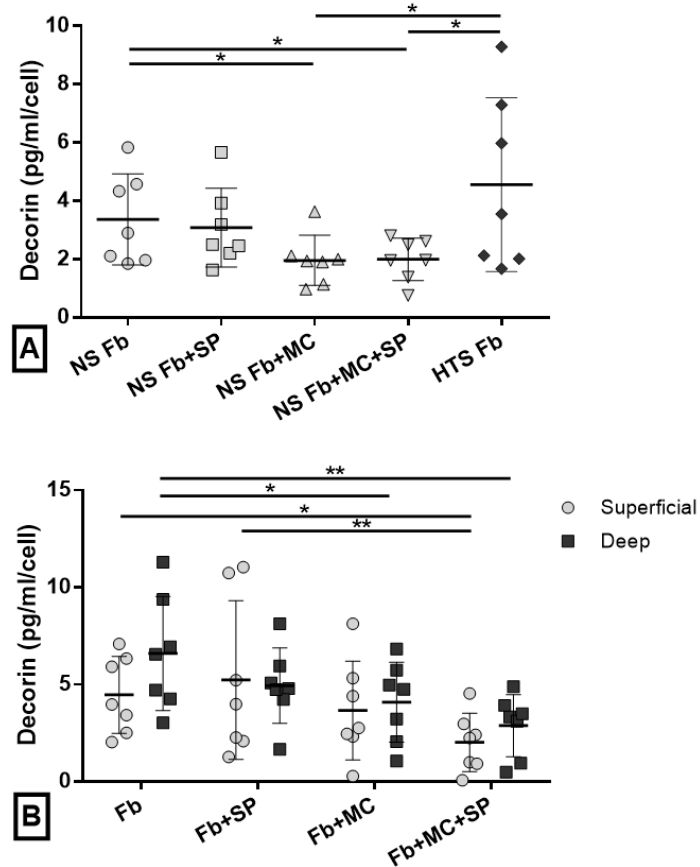 *
*
*
*
10
8
6
4
2
0
Decorin (pg/ml/cell)
NS Fb
NS Fb+SP
NS Fb+MC
NS Fb+MC+SP
HTS Fb
A
**
*
*
**
15
10
5
0
Decorin (pg/ml/cell)
Superficial
Deep
Fb
Fb+SP
Fb+MC
Fb+MC+SP
B